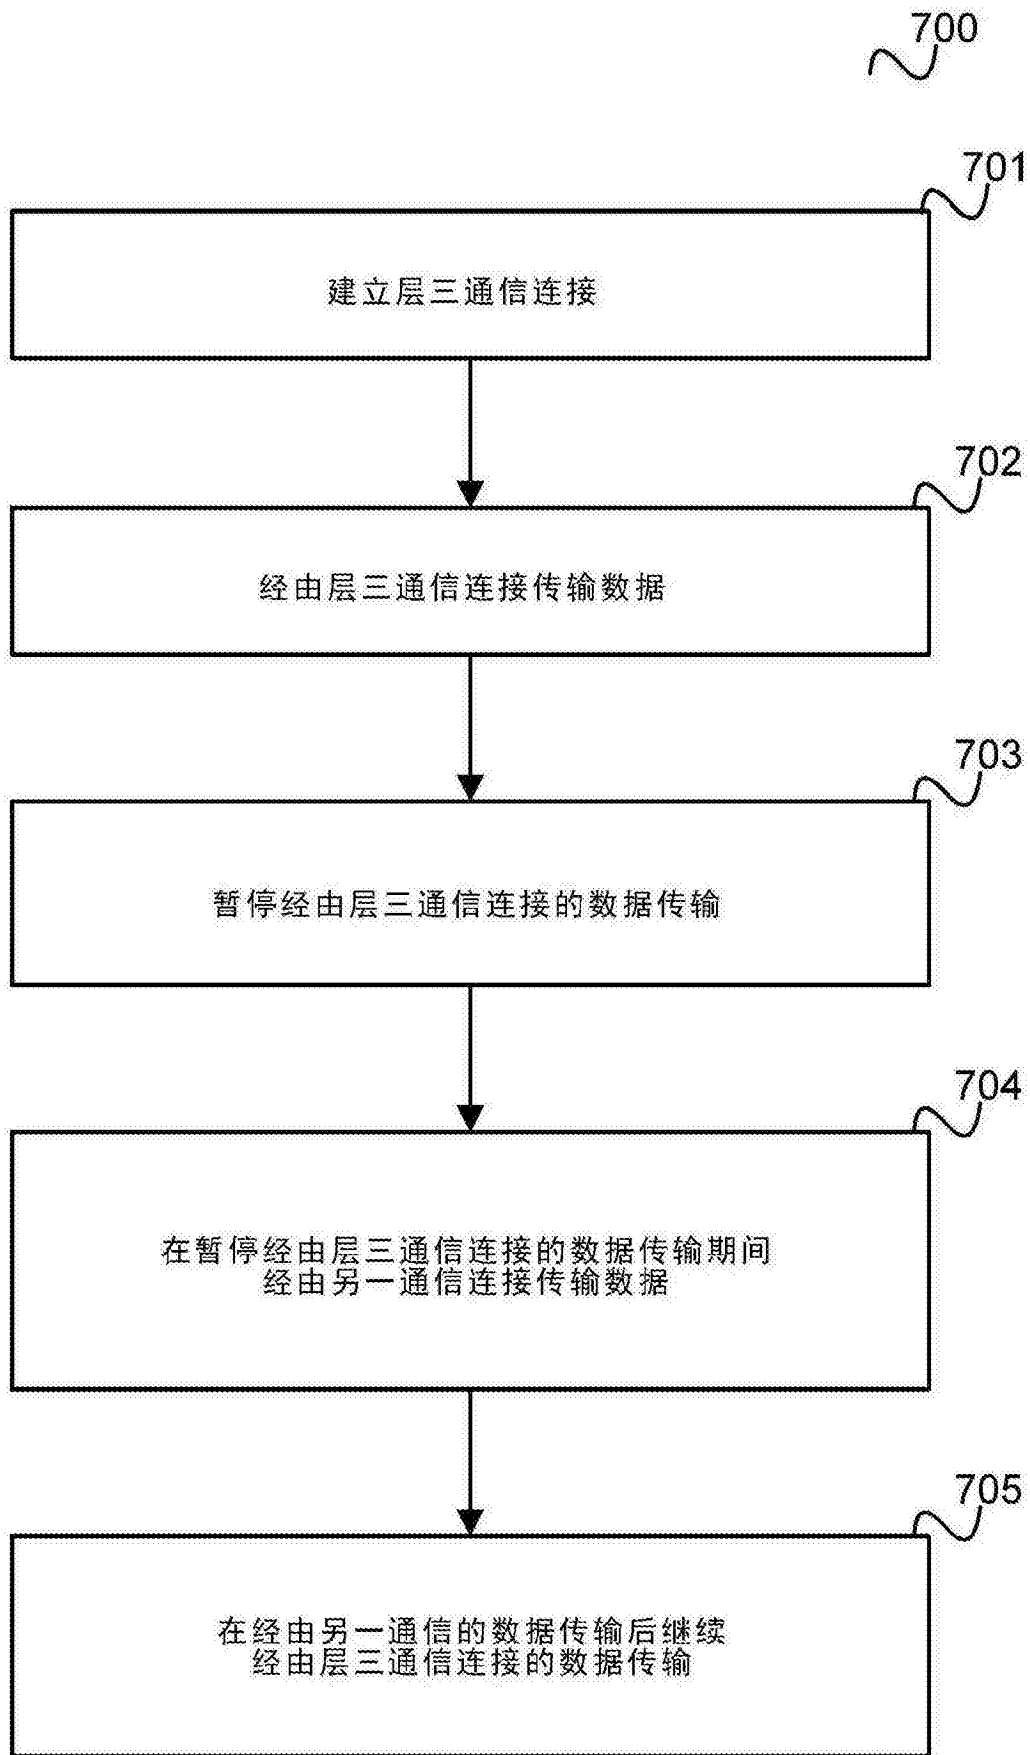 700
701
建立层三通信连接
702
经由层三通信连接传输数据
703
暂停经由层三通信连接的数据传输
704
在暂停经由层三通信连接的数据传输期间
经由另一通信连接传输数据
705
在经由另一通信的数据传输后继续
经由层三通信连接的数据传输